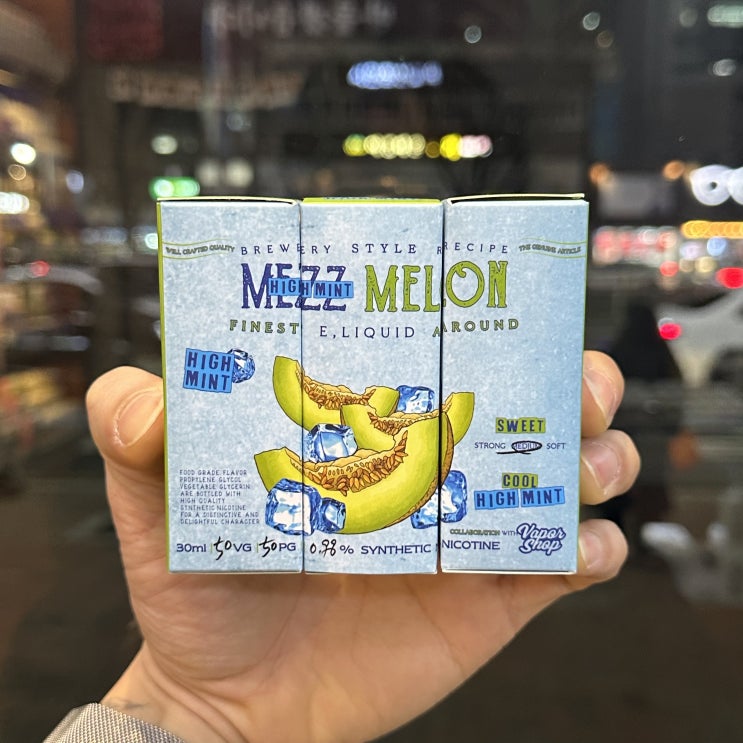 WELL CRAFTED QUALITY
BREWERY STYLE RECIPE
THE GENUINE ARTICLE
MEZZ MELON
HIGH MINT
FINEST E,LIQUID AROUND
HIGH
MINT
SWEET
STRONG MEDIUM SOFT
COOL
HIGH MINT
FOOD GRADE FLAVOR
PROPYLENE GLYCOL
VEGETABLE GLYCERIN
ARE BOTTLED WITH
HIGH QUALITY
SYNTHETIC NICOTINE
FOR A DISTINCTIVE AND
DELIGHTFUL CHARACTER
COLLABORATION WITH Vapor
Shop
30ml 50VG 50PG 0.98% SYNTHETIC NICOTINE